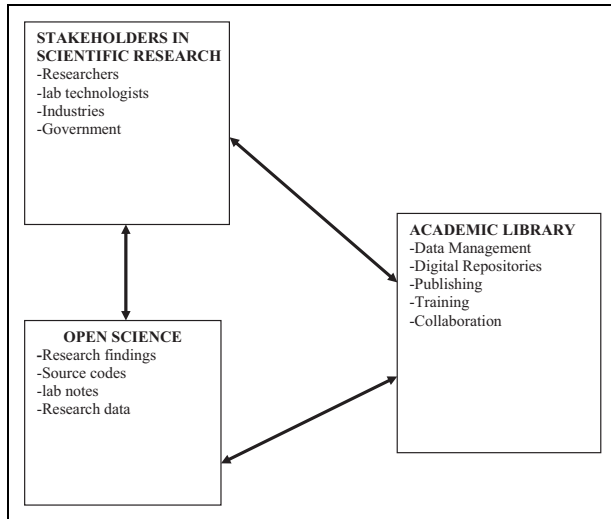 STAKEHOLDERS IN
SCIENTIFIC RESEARCH
-Researchers
-lab technologists
-Industries
-Government
ACADEMIC LIBRARY
-Data Management
-Digital Repositories
-Publishing
-Training
-Collaboration
OPEN SCIENCE
-Research findings
-Source codes
-lab notes
-Research data